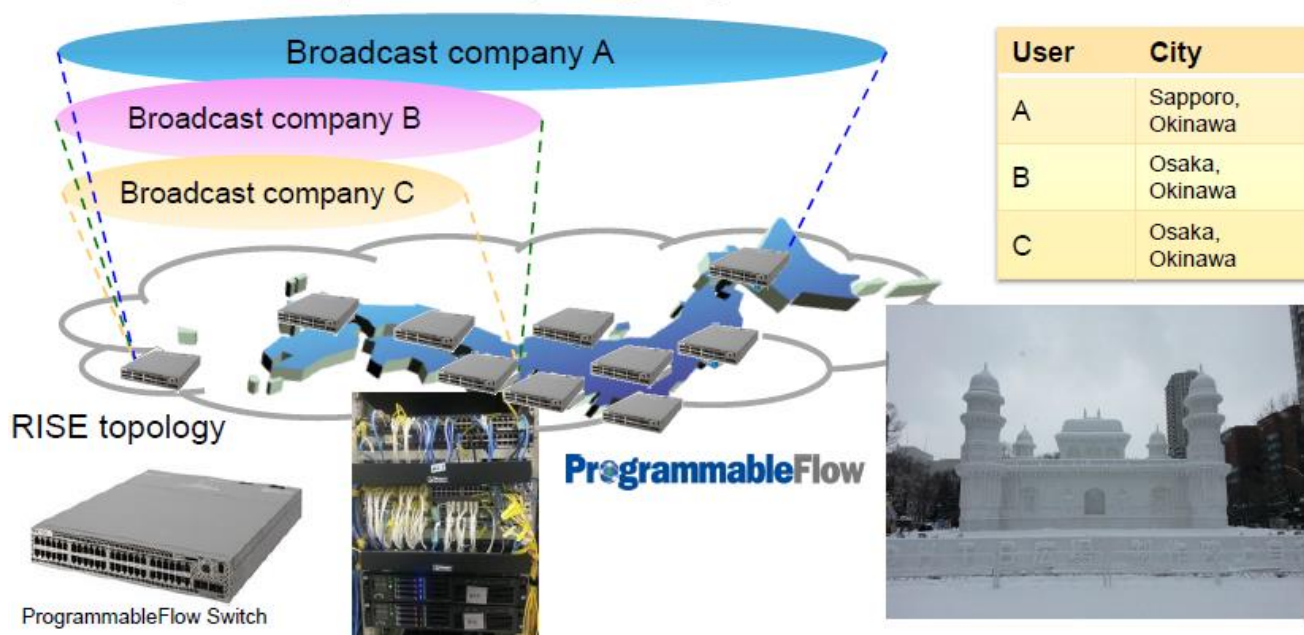 Broadcast company A
Broadcast company B
Broadcast company C
User City
A Sapporo,
Okinawa
B Osaka,
Okinawa
C Osaka,
Okinawa
RISE topology
ProgrammableFlow
ProgrammableFlow Switch